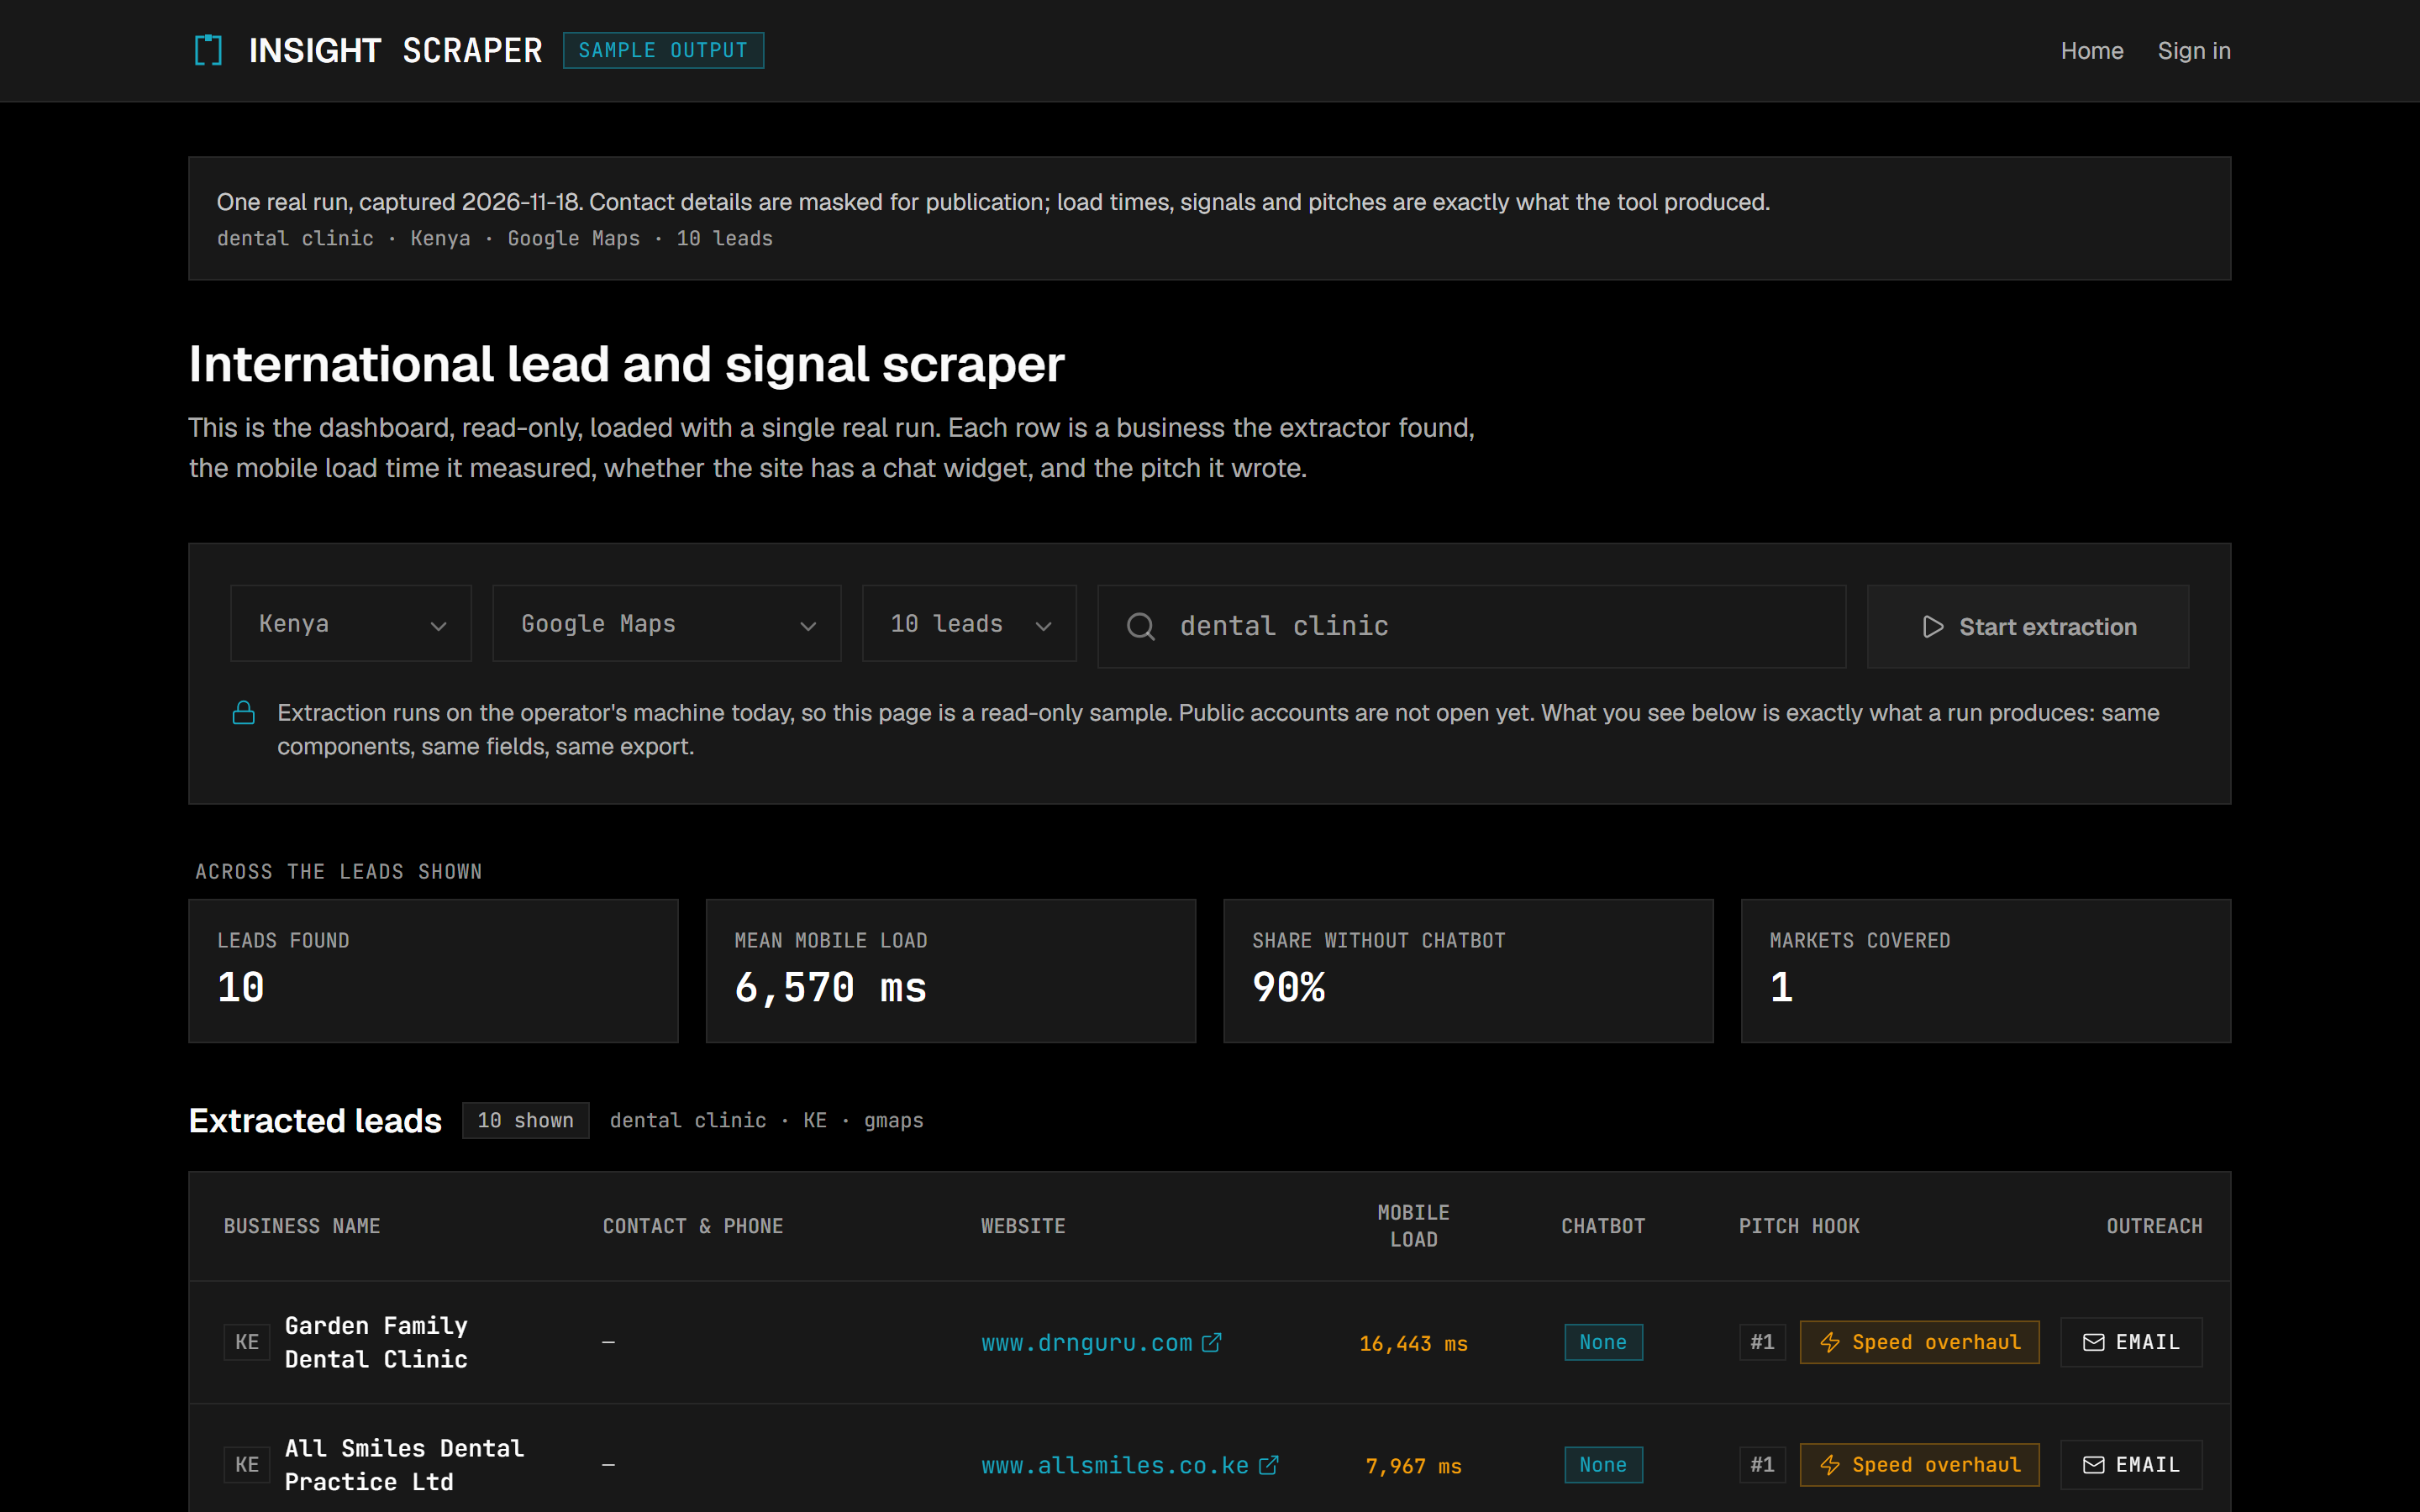 INSIGHT SCRAPER SAMPLE OUTPUT Home Sign in
One real run, captured 2026-11-18. Contact details are masked for publication; load times, signals and pitches are exactly what the tool produced.
dental clinic · Kenya · Google Maps · 10 leads
International lead and signal scraper
This is the dashboard, read-only, loaded with a single real run. Each row is a business the extractor found,
the mobile load time it measured, whether the site has a chat widget, and the pitch it wrote.
Kenya Google Maps 10 leads dental clinic Start extraction
Extraction runs on the operator's machine today, so this page is a read-only sample. Public accounts are not open yet. What you see below is exactly what a run produces: same
components, same fields, same export.
ACROSS THE LEADS SHOWN
LEADS FOUND MEAN MOBILE LOAD SHARE WITHOUT CHATBOT MARKETS COVERED
10 6,570 ms 90% 1
Extracted leads 10 shown dental clinic · KE · gmaps
BUSINESS NAME CONTACT & PHONE WEBSITE MOBILE LOAD CHATBOT PITCH HOOK OUTREACH
KE Garden Family Dental Clinic — www.drnguru.com 16,443 ms None #1 Speed overhaul EMAIL
KE All Smiles Dental Practice Ltd — www.allsmiles.co.ke 7,967 ms None #1 Speed overhaul EMAIL